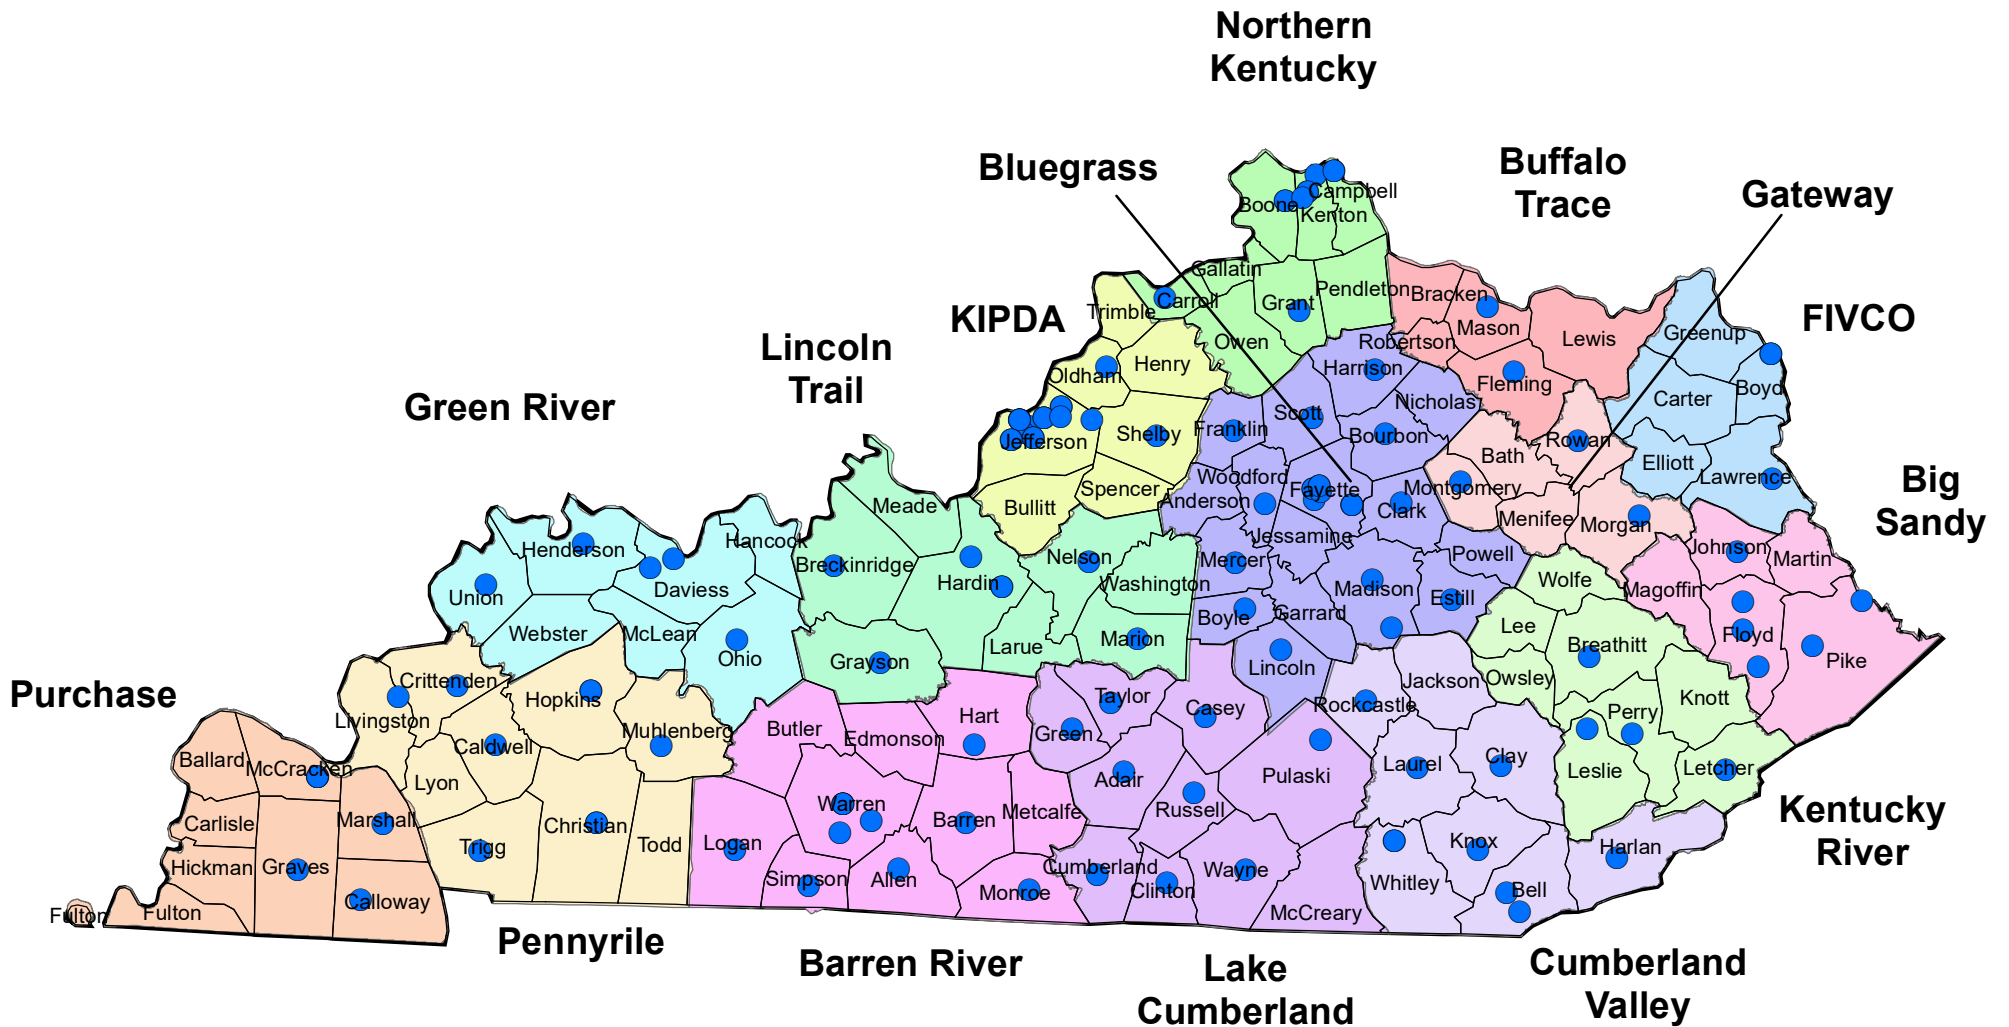 Northern
Kentucky
Bluegrass
Buffalo
Trace
Gateway
KIPDA
FIVCO
Lincoln
Trail
Green River
Big
Sandy
Purchase
Kentucky
River
Pennyrile
Barren River
Lake
Cumberland
Cumberland
Valley
Boone
Campbell
Kenton
Gallatin
Carroll
Grant
Pendleton
Owen
Bracken
Mason
Lewis
Robertson
Fleming
Greenup
Carter
Boyd
Elliott
Lawrence
Trimble
Henry
Oldham
Jefferson
Shelby
Spencer
Bullitt
Harrison
Nicholas
Scott
Franklin
Bourbon
Woodford
Fayette
Anderson
Clark
Jessamine
Mercer
Madison
Powell
Estill
Boyle
Garrard
Lincoln
Rowan
Bath
Montgomery
Menifee
Morgan
Johnson
Martin
Magoffin
Floyd
Pike
Wolfe
Lee
Breathitt
Owsley
Knott
Perry
Leslie
Letcher
Meade
Breckinridge
Hardin
Nelson
Washington
Larue
Marion
Grayson
Hancock
Henderson
Union
Daviess
Webster
McLean
Ohio
Crittenden
Livingston
Hopkins
Muhlenberg
Caldwell
Lyon
Christian
Trigg
Todd
Ballard
McCracken
Carlisle
Marshall
Hickman
Graves
Calloway
Fulton
Fulton
Butler
Edmonson
Hart
Warren
Barren
Metcalfe
Logan
Simpson
Allen
Monroe
Taylor
Green
Casey
Adair
Russell
Pulaski
Cumberland
Clinton
Wayne
McCreary
Rockcastle
Jackson
Laurel
Clay
Knox
Whitley
Bell
Harlan